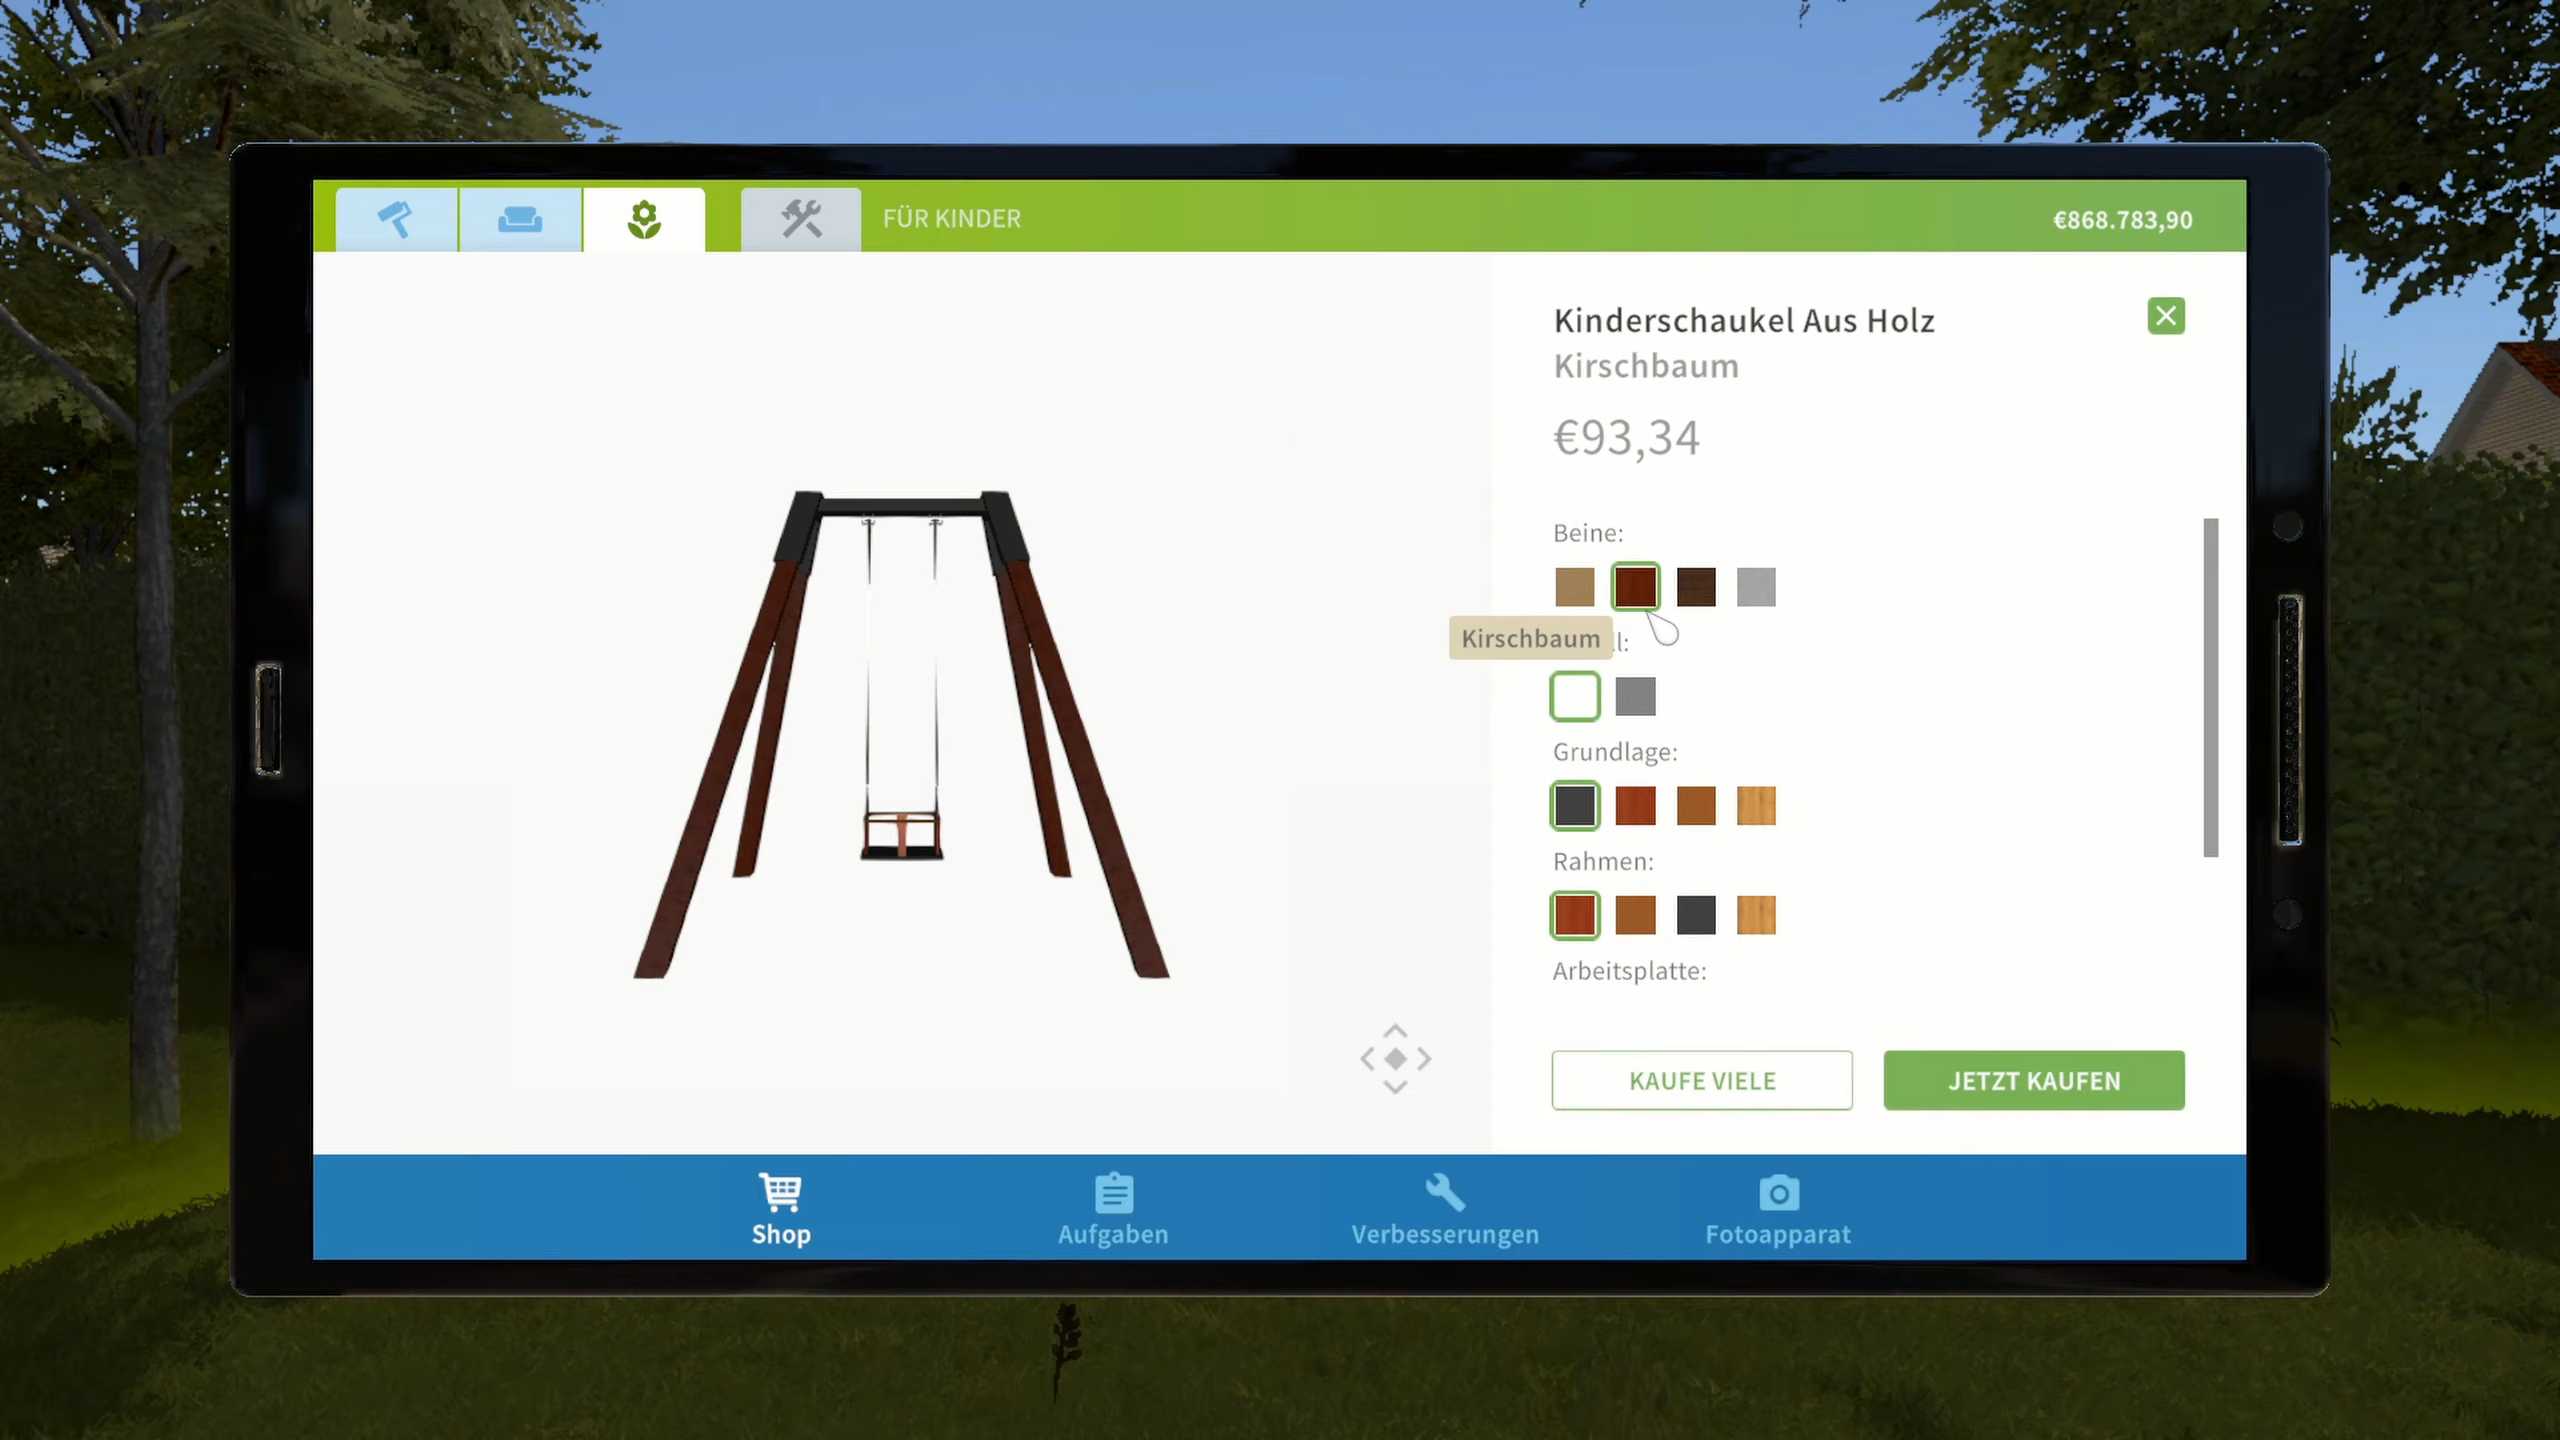 FÜR KINDER
€868.783,90
Kinderschaukel Aus Holz
Kirschbaum
€93,34
Beine:
Kirschbaum
l:
Grundlage:
Rahmen:
Arbeitsplatte:
KAUFE VIELE
JETZT KAUFEN
Shop
Aufgaben
Verbesserungen
Fotoapparat